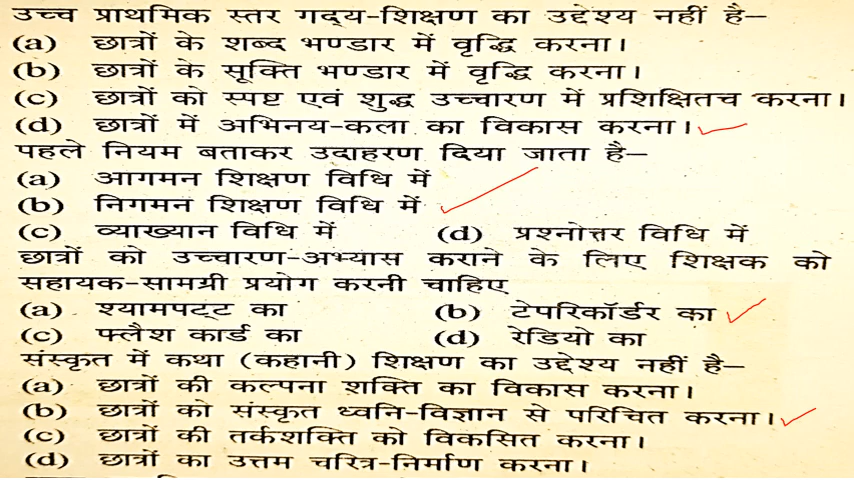 उच्च प्राथमिक स्तर गद्य-शिक्षण का उद्देश्य नहीं है—
(a) छात्रों के शब्द भण्डार में वृद्धि करना।
(b) छात्रों के सूक्ति भण्डार में वृद्धि करना।
(c) छात्रों को स्पष्ट एवं शुद्ध उच्चारण में प्रशिक्षितच करना।
(d) छात्रों में अभिनय-कला का विकास करना।
पहले नियम बताकर उदाहरण दिया जाता है—
(a) आगमन शिक्षण विधि में
(b) निगमन शिक्षण विधि में
(c) व्याख्यान विधि में (d) प्रश्नोत्तर विधि में
छात्रों को उच्चारण-अभ्यास कराने के लिए शिक्षक को
सहायक-सामग्री प्रयोग करनी चाहिए
(a) श्यामपट्ट का (b) टेपरिकॉर्डर का
(c) फ्लैश कार्ड का (d) रेडियो का
संस्कृत में कथा (कहानी) शिक्षण का उद्देश्य नहीं है—
(a) छात्रों की कल्पना शक्ति का विकास करना।
(b) छात्रों को संस्कृत ध्वनि-विज्ञान से परिचित करना।
(c) छात्रों की तर्कशक्ति को विकसित करना।
(d) छात्रों का उत्तम चरित्र-निर्माण करना।